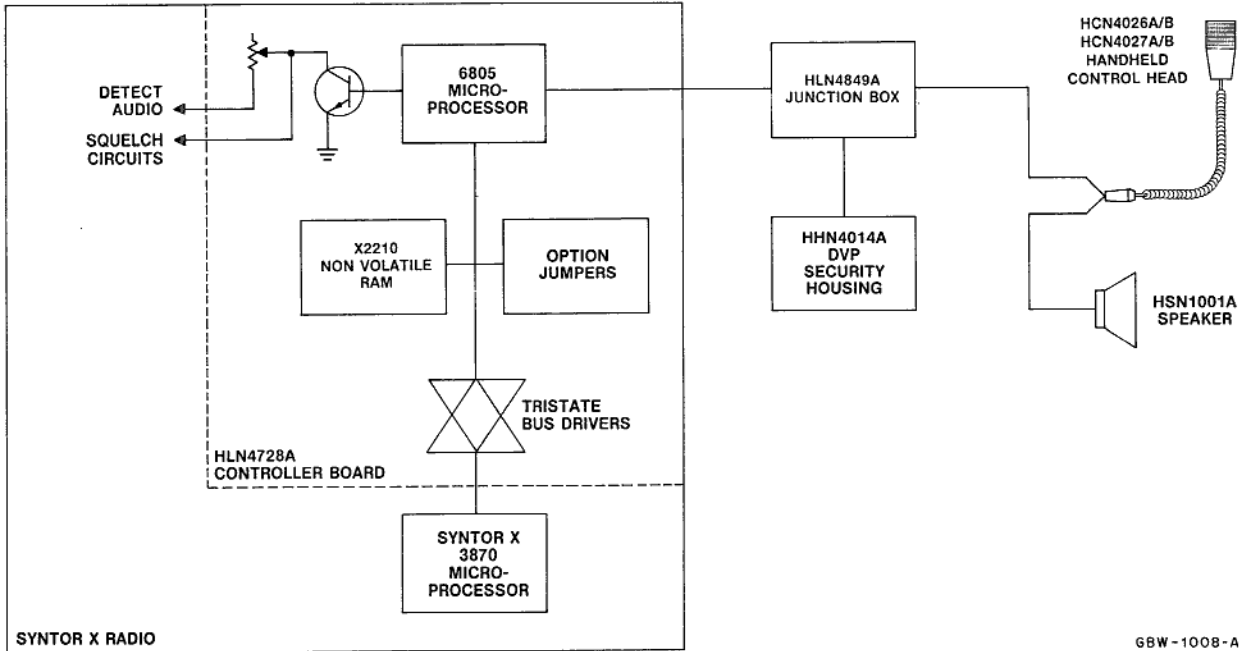 DETECT
AUDIO
SQUELCH
CIRCUITS
6805
MICRO-
PROCESSOR
HLN4849A
JUNCTION BOX
HCN4026A/B
HCN4027A/B
HANDHELD
CONTROL HEAD
X2210
NON VOLATILE
RAM
OPTION
JUMPERS
HHN4014A
DVP
SECURITY
HOUSING
HSN1001A
SPEAKER
TRISTATE
BUS DRIVERS
HLN4728A
CONTROLLER BOARD
SYNTOR X
3870
MICRO-
PROCESSOR
SYNTOR X RADIO
GBW-1008-A